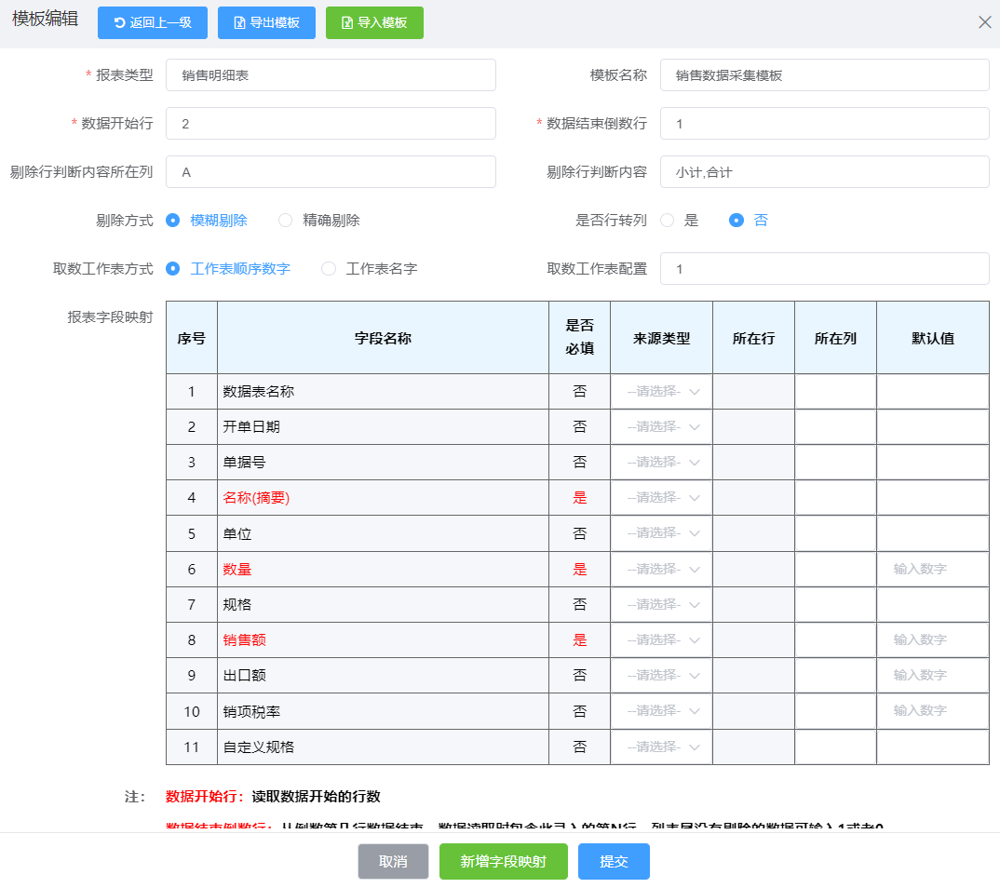 模板编辑 返回上一级 导出模板 导入模板
* 报表类型 销售明细表 模板名称 销售数据采集模板
* 数据开始行 2 * 数据结束倒数行 1
剔除行判断内容所在列 A 剔除行判断内容 小计,合计
剔除方式 模糊剔除 精确剔除 是否行转列 是 否
取数工作表方式 工作表顺序数字 工作表名字 取数工作表配置 1
报表字段映射
序号 字段名称 是否必填 来源类型 所在行 所在列 默认值
1 数据表名称 否 --请选择-
2 开单日期 否 --请选择-
3 单据号 否 --请选择-
4 名称(摘要) 是 --请选择-
5 单位 否 --请选择-
6 数量 是 --请选择- 输入数字
7 规格 否 --请选择-
8 销售额 是 --请选择- 输入数字
9 出口额 否 --请选择- 输入数字
10 销项税率 否 --请选择- 输入数字
11 自定义规格 否 --请选择-
注： 数据开始行：读取数据开始的行数
数据结束倒数行：从倒数第几行数据结束，数据读取时包含此录入的第N行，列表尾没有剔除的数据可输入1或者0
取消 新增字段映射 提交